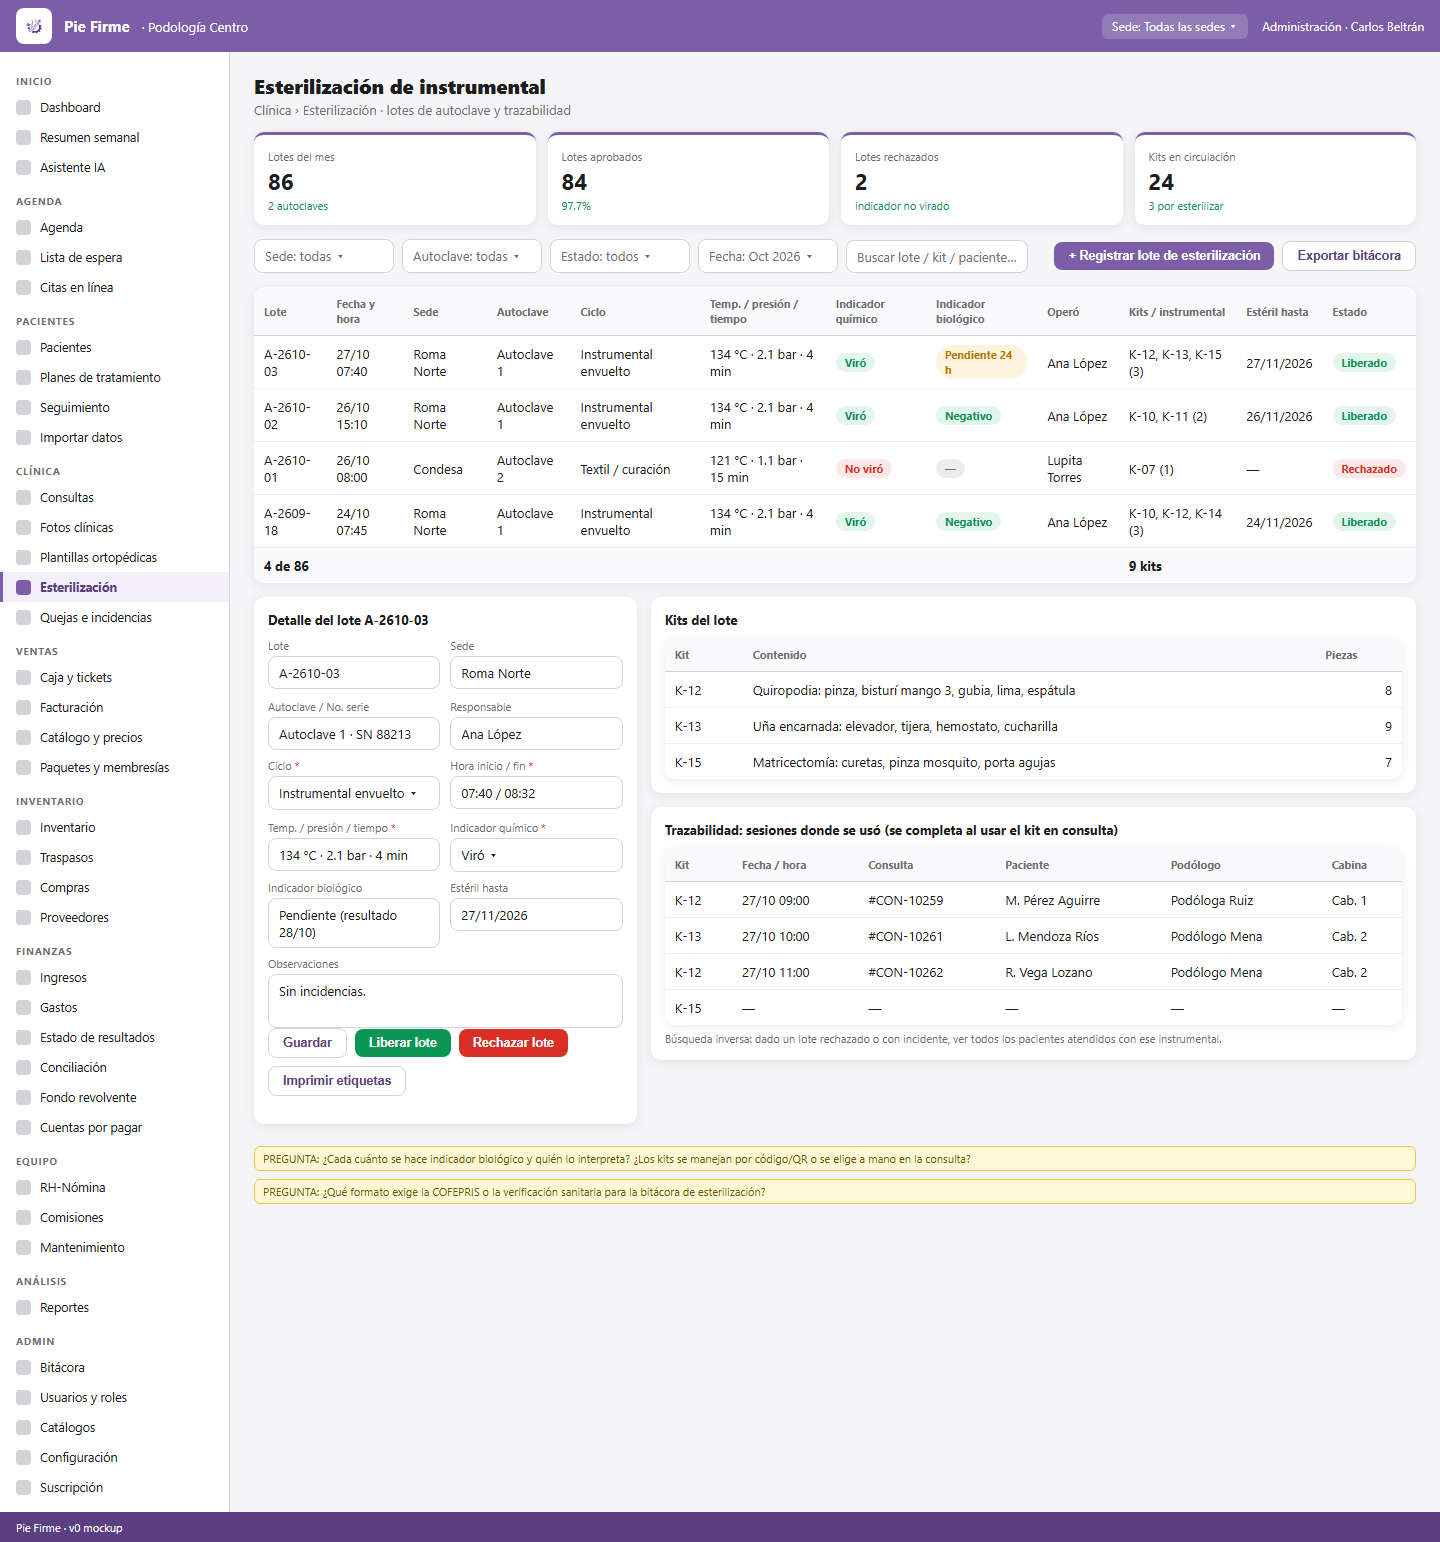 Pie Firme · Podología Centro
Sede: Todas las sedes ▾
Administración · Carlos Beltrán
INICIO
Dashboard
Resumen semanal
Asistente IA
AGENDA
Agenda
Lista de espera
Citas en línea
PACIENTES
Pacientes
Planes de tratamiento
Seguimiento
Importar datos
CLÍNICA
Consultas
Fotos clínicas
Plantillas ortopédicas
Esterilización
Quejas e incidencias
VENTAS
Caja y tickets
Facturación
Catálogo y precios
Paquetes y membresías
INVENTARIO
Inventario
Traspasos
Compras
Proveedores
FINANZAS
Ingresos
Gastos
Estado de resultados
Conciliación
Fondo revolvente
Cuentas por pagar
EQUIPO
RH-Nómina
Comisiones
Mantenimiento
ANÁLISIS
Reportes
ADMIN
Bitácora
Usuarios y roles
Catálogos
Configuración
Suscripción
Esterilización de instrumental
Clínica › Esterilización · lotes de autoclave y trazabilidad
Lotes del mes
86
2 autoclaves
Lotes aprobados
84
97.7%
Lotes rechazados
2
indicador no virado
Kits en circulación
24
3 por esterilizar
Sede: todas ▾
Autoclave: todas ▾
Estado: todos ▾
Fecha: Oct 2026 ▾
Buscar lote / kit / paciente...
+ Registrar lote de esterilización
Exportar bitácora
Lote
Fecha y
hora
Sede
Autoclave
Ciclo
Temp. / presión /
tiempo
Indicador
químico
Indicador
biológico
Operó
Kits / instrumental
Estéril hasta
Estado
A-2610-
03
27/10
07:40
Roma
Norte
Autoclave
1
Instrumental
envuelto
134 °C · 2.1 bar · 4
min
Viró
Pendiente 24
h
Ana López
K-12, K-13, K-15
(3)
27/11/2026
Liberado
A-2610-
02
26/10
15:10
Roma
Norte
Autoclave
1
Instrumental
envuelto
134 °C · 2.1 bar · 4
min
Viró
Negativo
Ana López
K-10, K-11 (2)
26/11/2026
Liberado
A-2610-
01
26/10
08:00
Condesa
Autoclave
2
Textil / curación
121 °C · 1.1 bar ·
15 min
No viró
—
Lupita
Torres
K-07 (1)
—
Rechazado
A-2609-
18
24/10
07:45
Roma
Norte
Autoclave
1
Instrumental
envuelto
134 °C · 2.1 bar · 4
min
Viró
Negativo
Ana López
K-10, K-12, K-14
(3)
24/11/2026
Liberado
4 de 86
9 kits
Detalle del lote A-2610-03
Lote
A-2610-03
Sede
Roma Norte
Autoclave / No. serie
Autoclave 1 · SN 88213
Responsable
Ana López
Ciclo *
Instrumental envuelto ▾
Hora inicio / fin *
07:40 / 08:32
Temp. / presión / tiempo *
134 °C · 2.1 bar · 4 min
Indicador químico *
Viró ▾
Indicador biológico
Pendiente (resultado
28/10)
Estéril hasta
27/11/2026
Observaciones
Sin incidencias.
Guardar
Liberar lote
Rechazar lote
Imprimir etiquetas
Kits del lote
Kit
Contenido
Piezas
K-12
Quiropodia: pinza, bisturí mango 3, gubia, lima, espátula
8
K-13
Uña encarnada: elevador, tijera, hemostato, cucharilla
9
K-15
Matricectomía: curetas, pinza mosquito, porta agujas
7
Trazabilidad: sesiones donde se usó (se completa al usar el kit en consulta)
Kit
Fecha / hora
Consulta
Paciente
Podólogo
Cabina
K-12
27/10 09:00
#CON-10259
M. Pérez Aguirre
Podóloga Ruiz
Cab. 1
K-13
27/10 10:00
#CON-10261
L. Mendoza Ríos
Podólogo Mena
Cab. 2
K-12
27/10 11:00
#CON-10262
R. Vega Lozano
Podólogo Mena
Cab. 2
K-15
—
—
—
—
—
Búsqueda inversa: dado un lote rechazado o con incidente, ver todos los pacientes atendidos con ese instrumental.
PREGUNTA: ¿Cada cuánto se hace indicador biológico y quién lo interpreta? ¿Los kits se manejan por código/QR o se elige a mano en la consulta?
PREGUNTA: ¿Qué formato exige la COFEPRIS o la verificación sanitaria para la bitácora de esterilización?
Pie Firme · v0 mockup